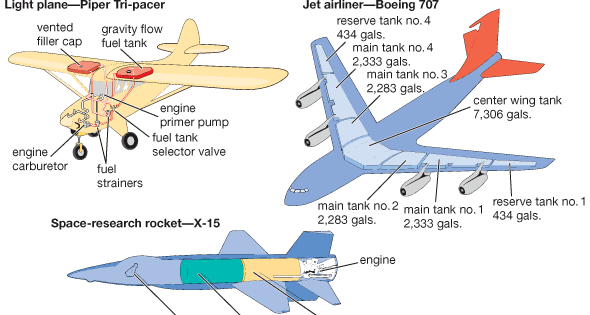 Light plane—Piper Tri-pacer
vented
filler cap
gravity flow
fuel tank
engine
primer pump
fuel tank
selector valve
engine
carburetor
fuel
strainers
Jet airliner—Boeing 707
reserve tank no. 4
434 gals.
main tank no. 4
2,333 gals.
main tank no. 3
2,283 gals.
center wing tank
7,306 gals.
main tank no. 2
2,283 gals.
main tank no. 1
2,333 gals.
reserve tank no. 1
434 gals.
Space-research rocket—X-15
engine